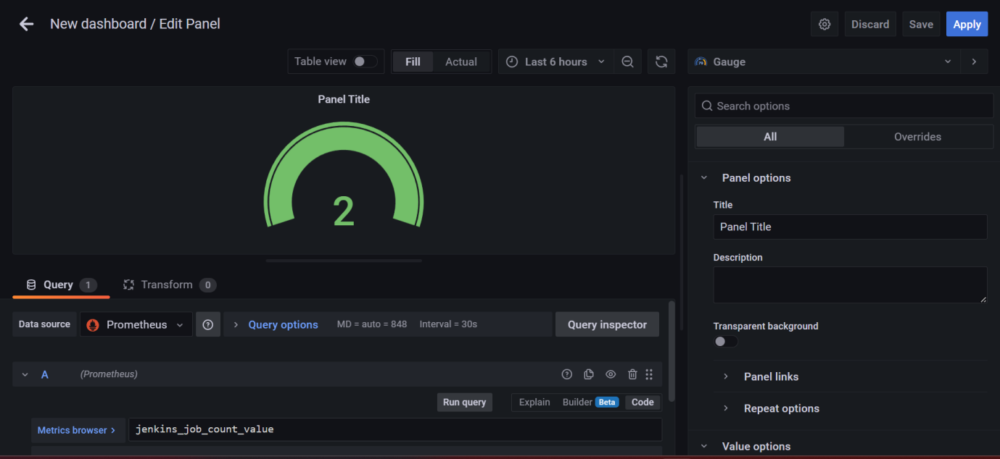 New dashboard / Edit Panel
Discard
Save
Apply
Table view
Fill
Actual
Last 6 hours
Gauge
Panel Title
2
Search options
All
Overrides
Panel options
Title
Panel Title
Description
Transparent background
Panel links
Repeat options
Value options
Query 1
Transform 0
Data source
Prometheus
Query options
MD = auto = 848
Interval = 30s
Query inspector
A
(Prometheus)
Run query
Explain
Builder Beta
Code
Metrics browser >
jenkins_job_count_value